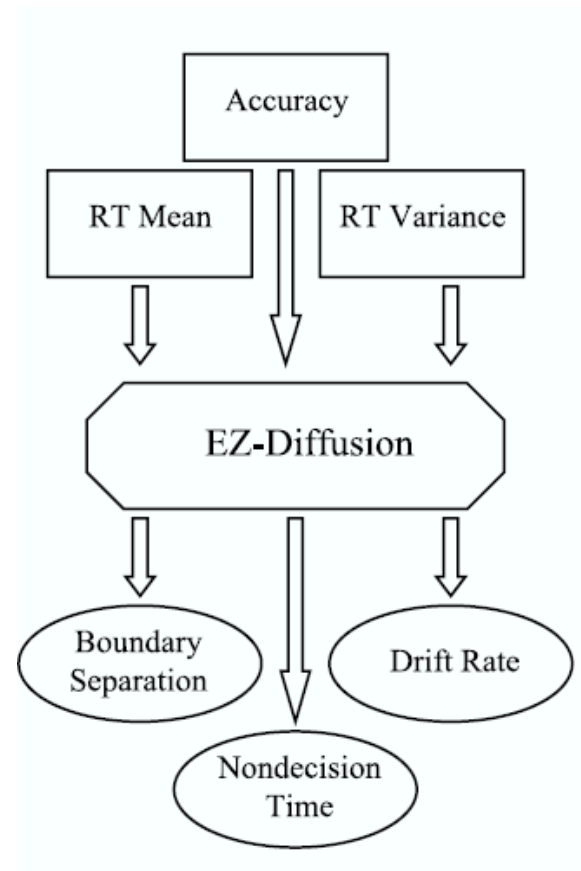 Accuracy
RT Mean
RT Variance
EZ-Diffusion
Boundary
Separation
Drift Rate
Nondecision
Time